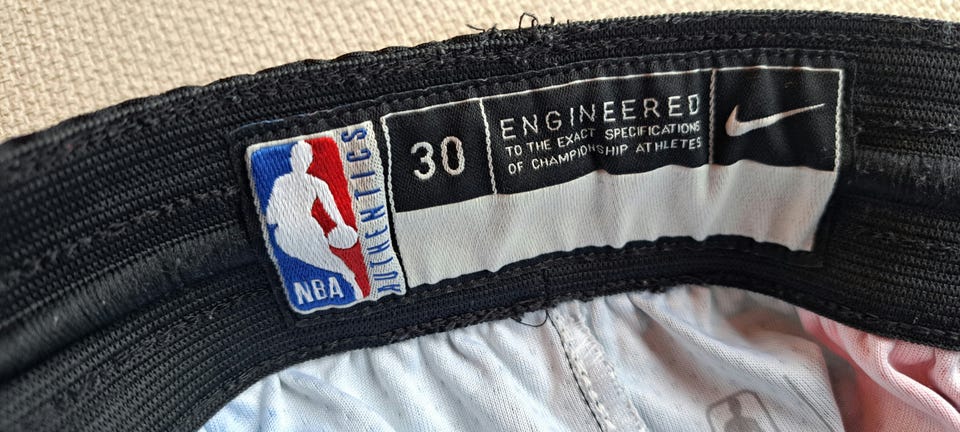 NBA
AUTHENTICS
30
ENGINEERED
TO THE EXACT SPECIFICATIONS
OF CHAMPIONSHIP ATHLETES